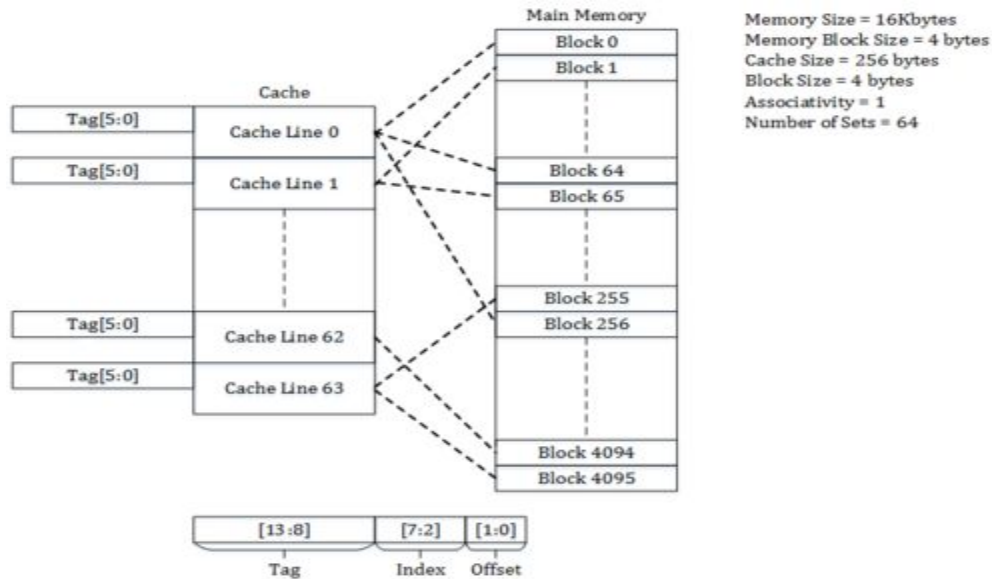 Main Memory
Block 0
Block 1
Block 64
Block 65
Block 255
Block 256
Block 4094
Block 4095
Memory Size = 16Kbytes
Memory Block Size = 4 bytes
Cache Size = 256 bytes
Block Size = 4 bytes
Associativity = 1
Number of Sets = 64
Cache
Tag[5:0] Cache Line 0
Tag[5:0] Cache Line 1
Tag[5:0] Cache Line 62
Tag[5:0] Cache Line 63
[13:8] [7:2] [1:0]
Tag Index Offset